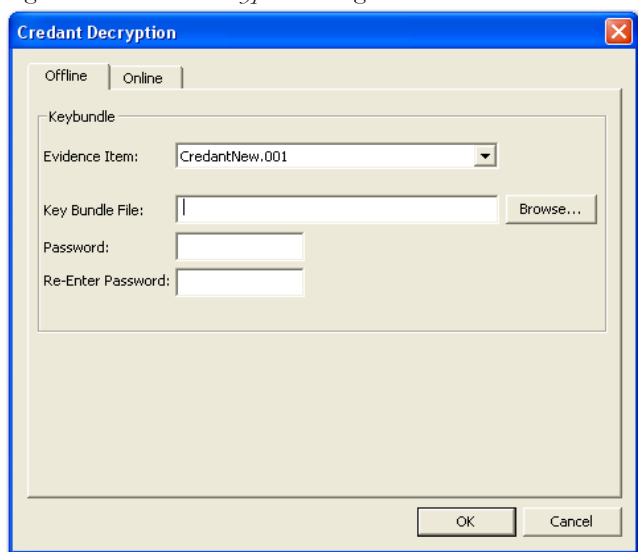 Credant Decryption
Offline Online
Keybundle
Evidence Item: CredantNew.001
Key Bundle File: Browse...
Password:
Re-Enter Password:
OK Cancel